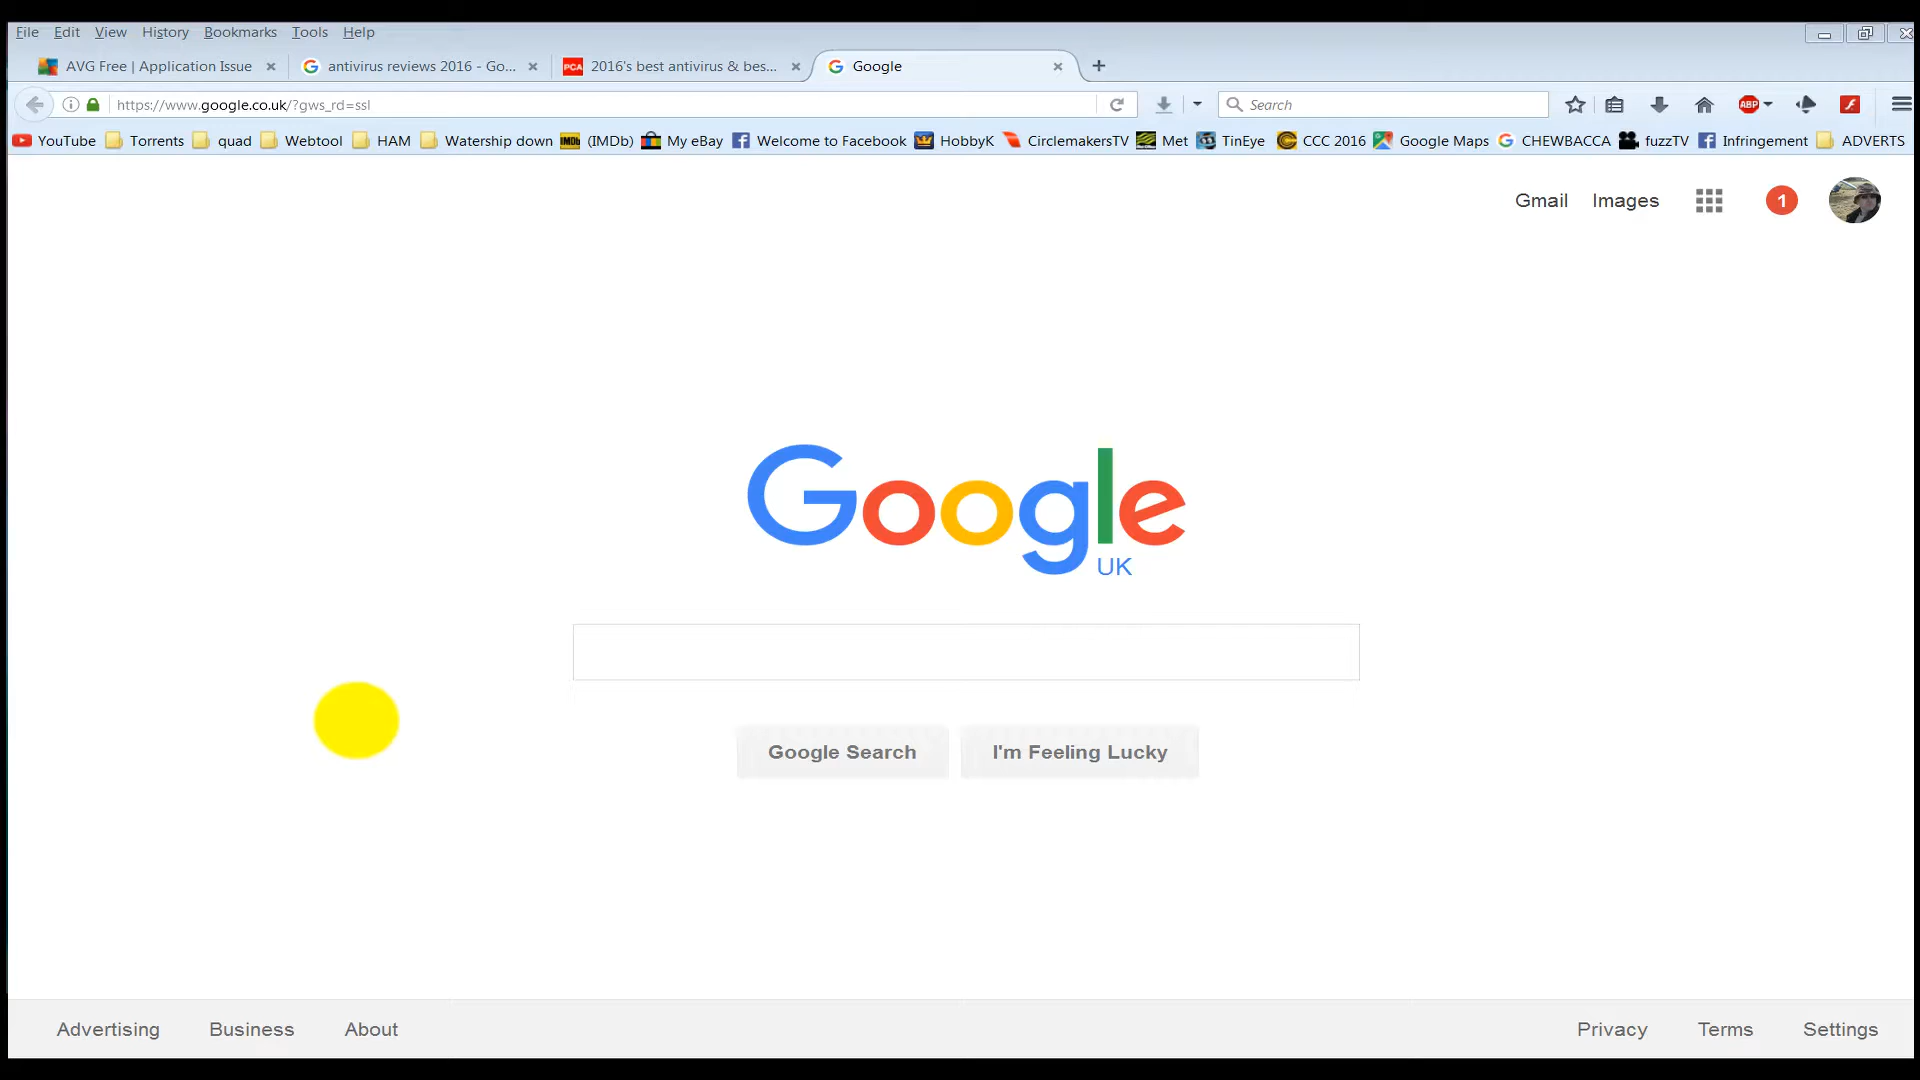 File Edit View History Bookmarks Tools Help
AVG Free | Application Issue antivirus reviews 2016 - Go... PCA 2016's best antivirus & bes... Google
https://www.google.co.uk/?gws_rd=ssl Search ABP
YouTube Torrents quad Webtool HAM Watership down IMDb (IMDb) My eBay Welcome to Facebook HobbyK CirclemakersTV Met TinEye CCC 2016 Google Maps CHEWBACCA fuzzTV Infringement ADVERTS
Gmail Images 1
Google
UK
Google Search I'm Feeling Lucky
Advertising Business About Privacy Terms Settings